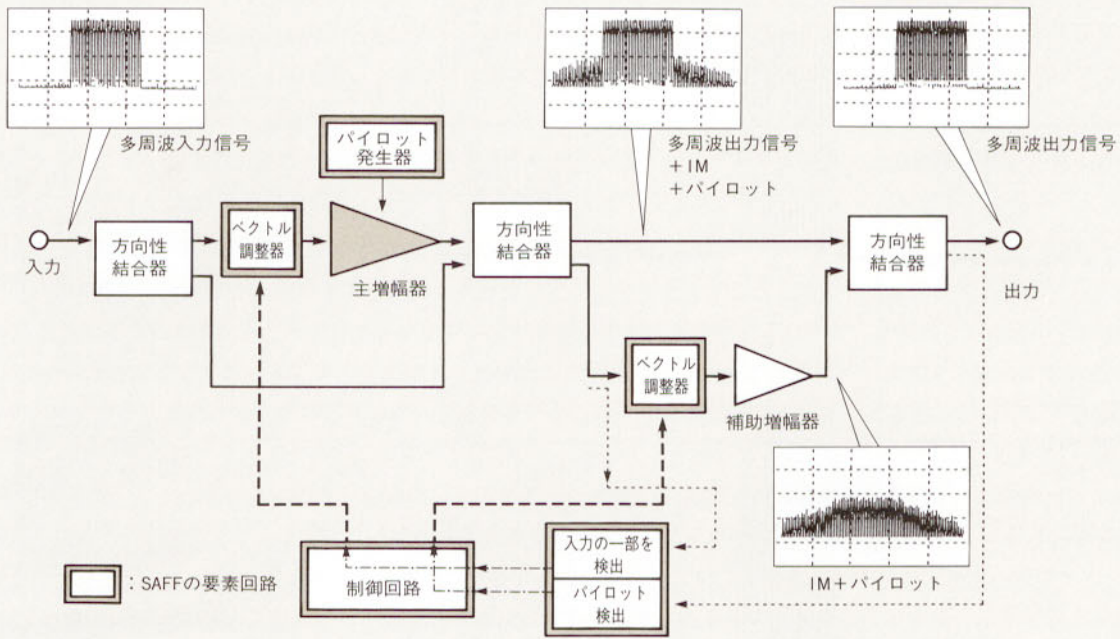 多周波入力信号
パイロット
発生器
多周波出力信号
+IM
+パイロット
多周波出力信号
入力
方向性
結合器
ベクトル
調整器
主増幅器
方向性
結合器
方向性
結合器
出力
ベクトル
調整器
補助増幅器
:SAFFの要素回路
制御回路
入力の一部を
検出
パイロット
検出
IM+パイロット